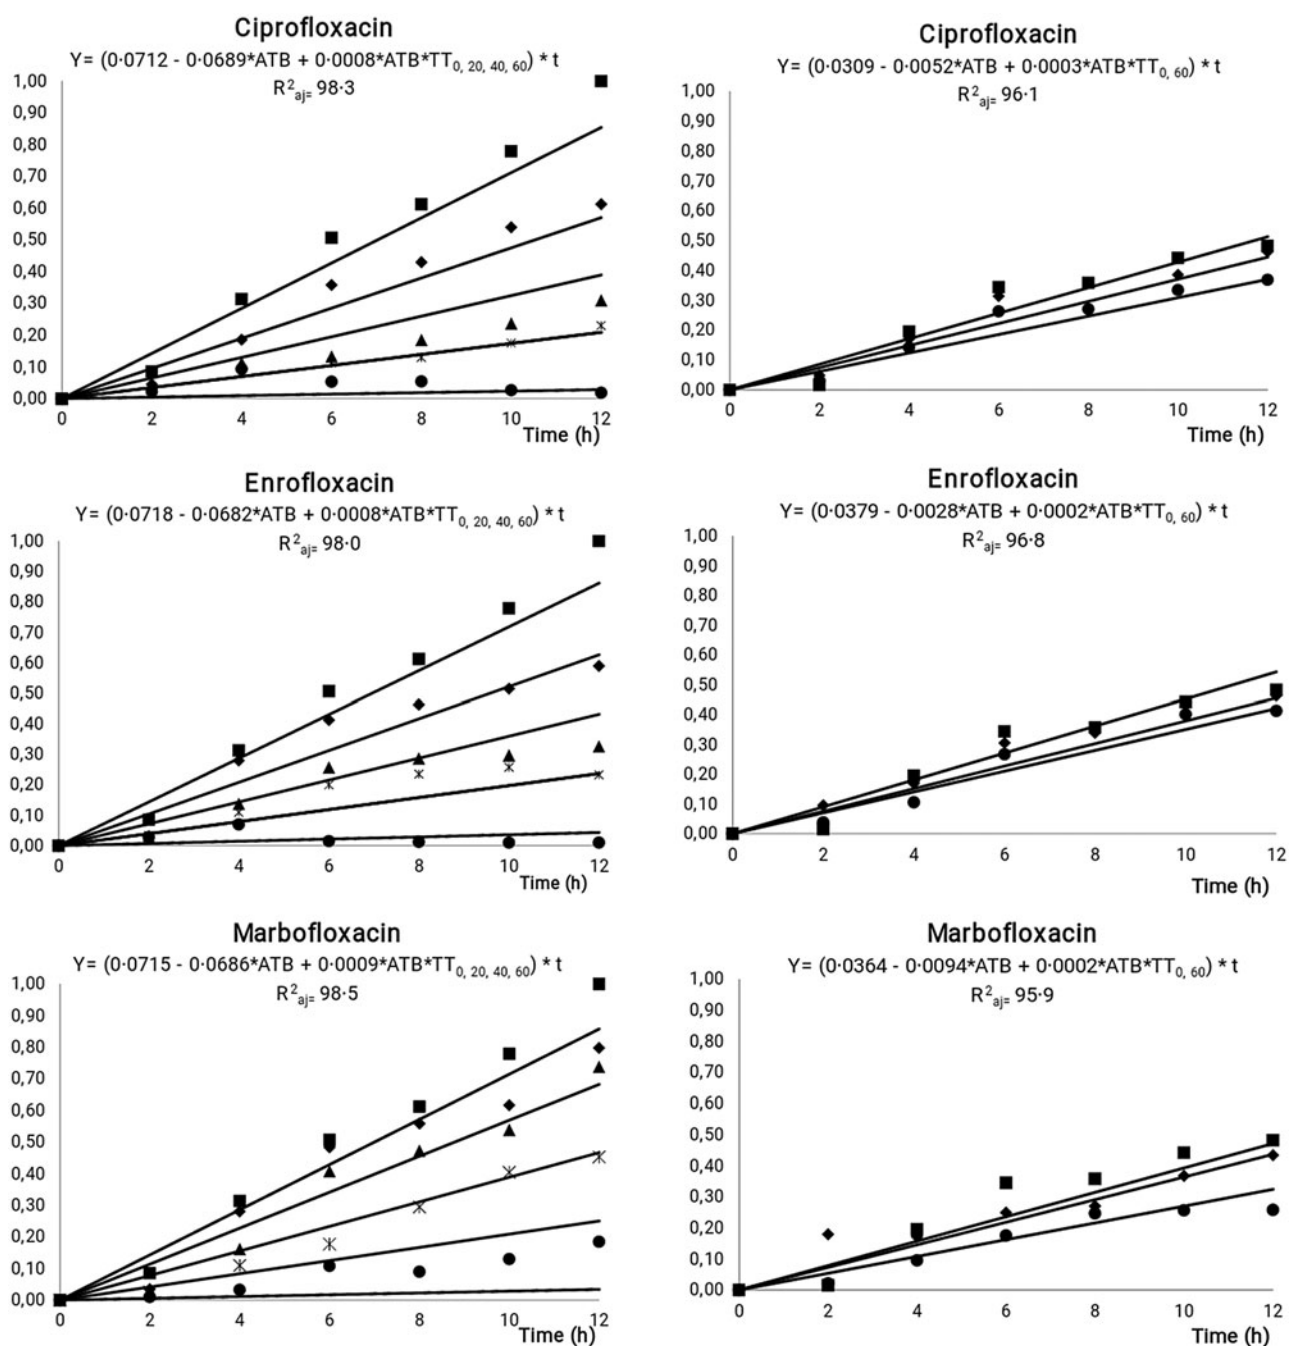 Ciprofloxacin
Y= (0·0712 - 0·0689*ATB + 0·0008*ATB*TT0, 20, 40, 60) * t
R²aj= 98·3
1,00
0,90
0,80
0,70
0,60
0,50
0,40
0,30
0,20
0,10
0,00
0 2 4 6 8 10 12
Time (h)
Ciprofloxacin
Y= (0·0309 - 0·0052*ATB + 0·0003*ATB*TT0, 60) * t
R²aj= 96·1
1,00
0,90
0,80
0,70
0,60
0,50
0,40
0,30
0,20
0,10
0,00
0 2 4 6 8 10 12
Time (h)
Enrofloxacin
Y= (0·0718 - 0·0682*ATB + 0·0008*ATB*TT0, 20, 40, 60) * t
R²aj= 98·0
1,00
0,90
0,80
0,70
0,60
0,50
0,40
0,30
0,20
0,10
0,00
0 2 4 6 8 10 12
Time (h)
Enrofloxacin
Y= (0·0379 - 0·0028*ATB + 0·0002*ATB*TT0, 60) * t
R²aj= 96·8
1,00
0,90
0,80
0,70
0,60
0,50
0,40
0,30
0,20
0,10
0,00
0 2 4 6 8 10 12
Time (h)
Marbofloxacin
Y= (0·0715 - 0·0686*ATB + 0·0009*ATB*TT0, 20, 40, 60) * t
R²aj= 98·5
1,00
0,90
0,80
0,70
0,60
0,50
0,40
0,30
0,20
0,10
0,00
0 2 4 6 8 10 12
Time (h)
Marbofloxacin
Y= (0·0364 - 0·0094*ATB + 0·0002*ATB*TT0, 60) * t
R²aj= 95·9
1,00
0,90
0,80
0,70
0,60
0,50
0,40
0,30
0,20
0,10
0,00
0 2 4 6 8 10 12
Time (h)